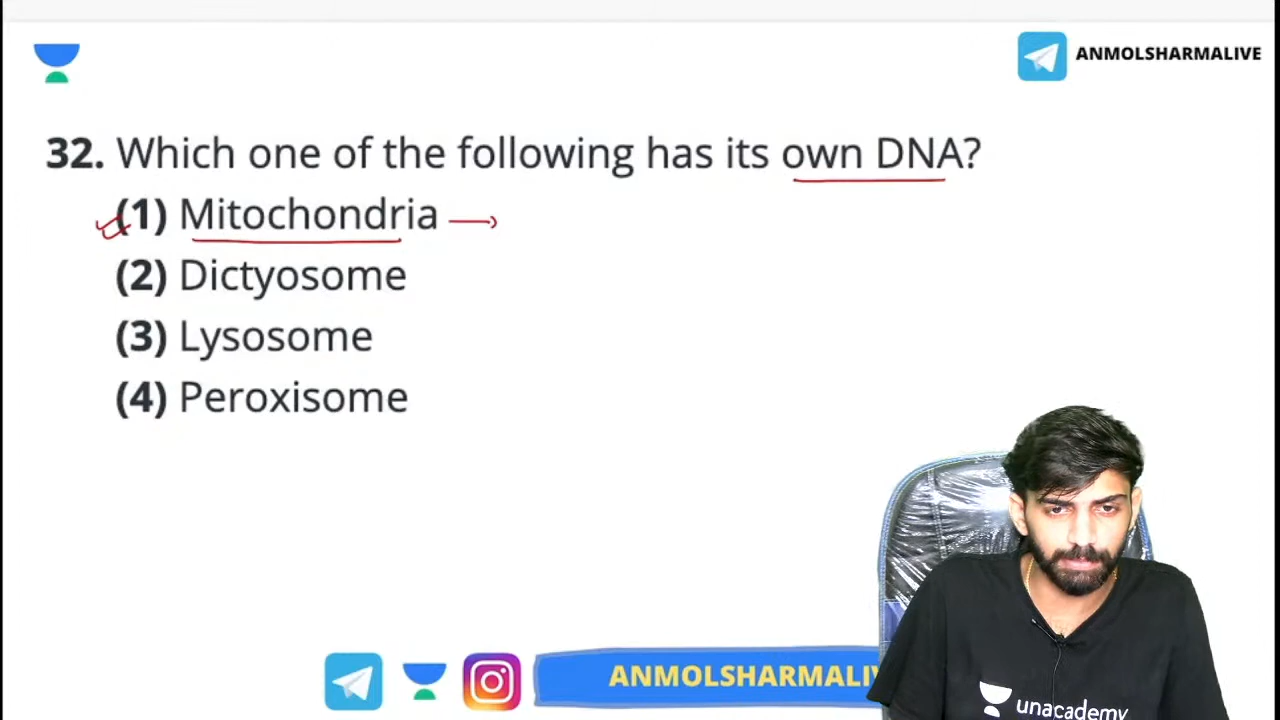 ANMOLSHARMALIVE
32. Which one of the following has its own DNA?
(1) Mitochondria
(2) Dictyosome
(3) Lysosome
(4) Peroxisome
ANMOLSHARMALIV
unacademy